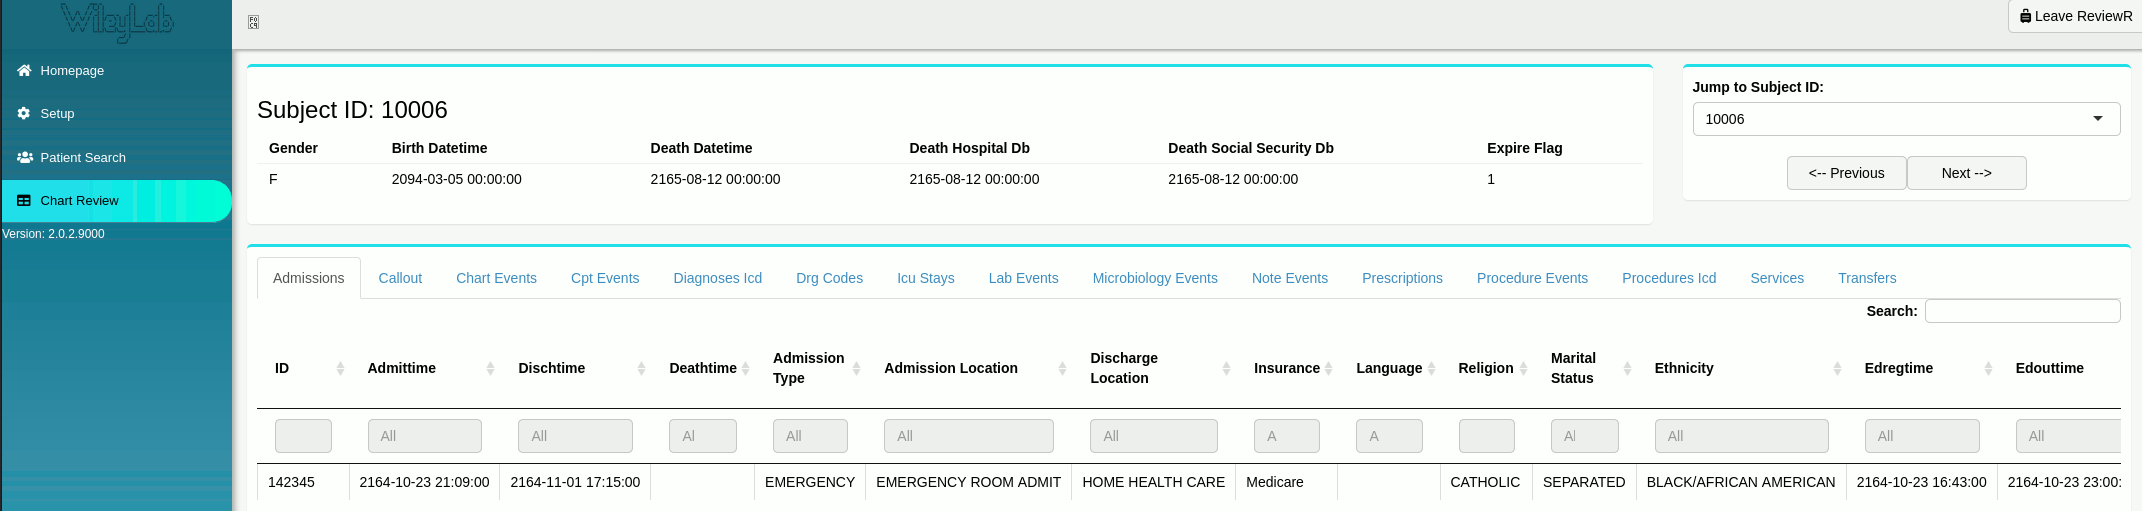 WileyLab
Leave ReviewR
Homepage
Setup
Patient Search
Chart Review
Version: 2.0.2.9000
Subject ID: 10006
Gender Birth Datetime Death Datetime Death Hospital Db Death Social Security Db Expire Flag
F 2094-03-05 00:00:00 2165-08-12 00:00:00 2165-08-12 00:00:00 2165-08-12 00:00:00 1
Jump to Subject ID:
10006
<-- Previous Next -->
Admissions Callout Chart Events Cpt Events Diagnoses Icd Drg Codes Icu Stays Lab Events Microbiology Events Note Events Prescriptions Procedure Events Procedures Icd Services Transfers
Search:
ID Admittime Dischtime Deathtime Admission Type Admission Location Discharge Location Insurance Language Religion Marital Status Ethnicity Edregtime Edouttime
All All Al All All All A A Al All All All
142345 2164-10-23 21:09:00 2164-11-01 17:15:00 EMERGENCY EMERGENCY ROOM ADMIT HOME HEALTH CARE Medicare CATHOLIC SEPARATED BLACK/AFRICAN AMERICAN 2164-10-23 16:43:00 2164-10-23 23:00: